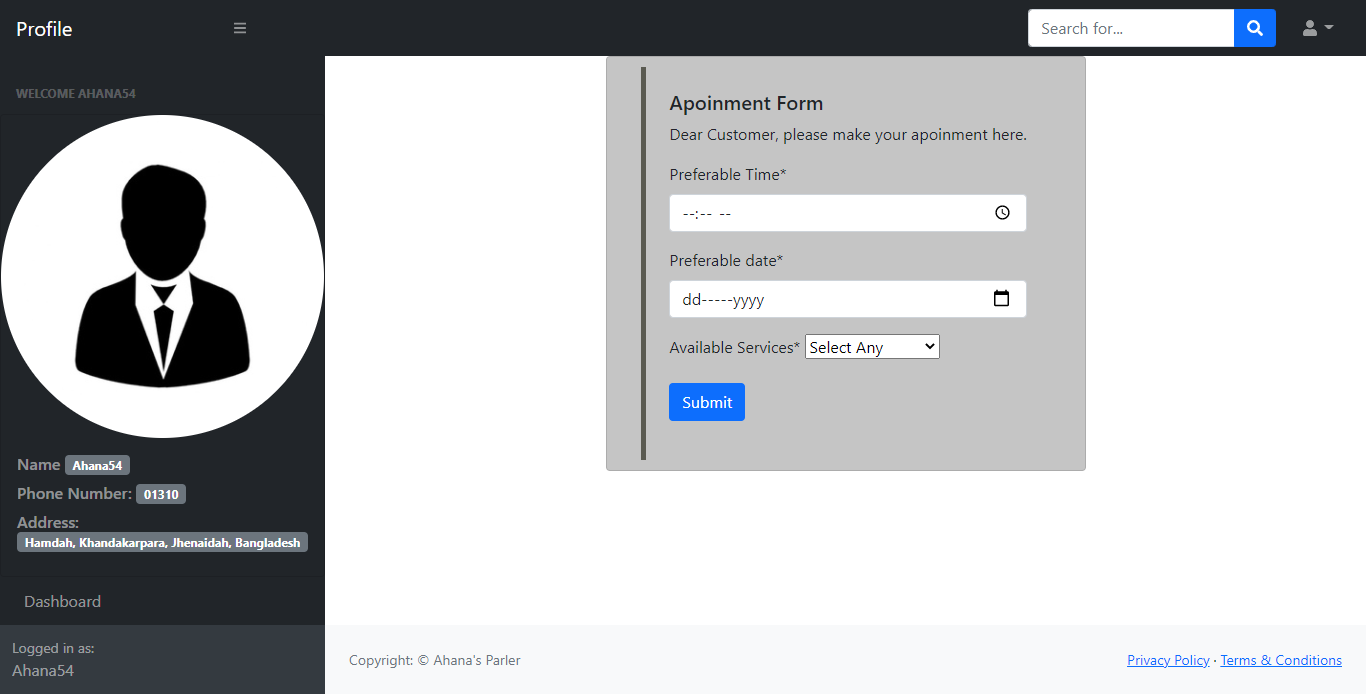 Profile
Search for...
WELCOME AHANA54
Apoinment Form
Dear Customer, please make your apoinment here.
Preferable Time*
--:-- --
Preferable date*
dd-----yyyy
Available Services* Select Any
Submit
Name Ahana54
Phone Number: 01310
Address:
Hamdah, Khandakarpara, Jhenaidah, Bangladesh
Dashboard
Logged in as:
Ahana54
Copyright: © Ahana's Parler
Privacy Policy · Terms & Conditions